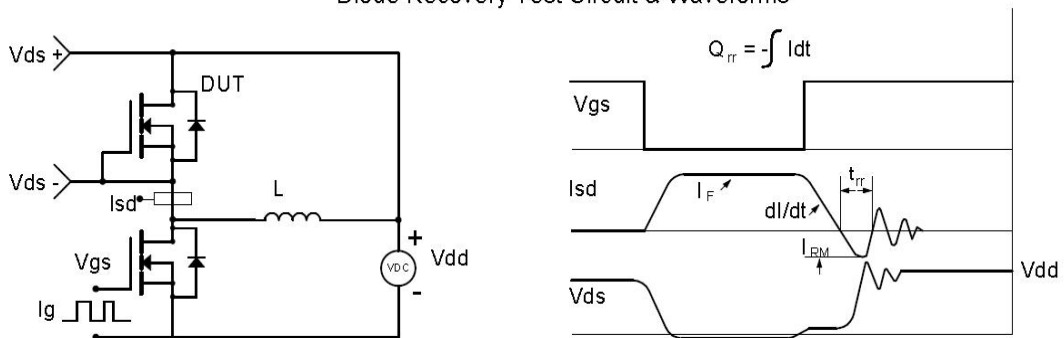 Diode Recovery Test Circuit & Waveforms
Vds +
DUT
Vds -
Isd
L
Vgs
Ig
+
VDC
-
Vdd
Q rr = -∫ Idt
Vgs
Isd
I F
dI/dt
t rr
I RM
Vds
Vdd